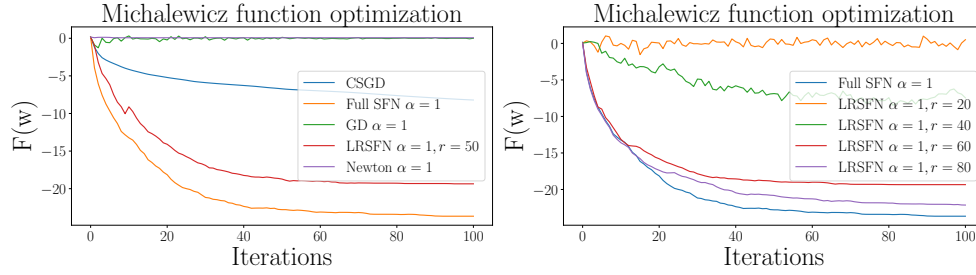 Michalewicz function optimization
0
−5
−10
−15
−20
F(w)
CSGD
Full SFN α = 1
GD α = 1
LRSFN α = 1, r = 50
Newton α = 1
0 20 40 60 80 100
Iterations
Michalewicz function optimization
0
−5
−10
−15
−20
F(w)
Full SFN α = 1
LRSFN α = 1, r = 20
LRSFN α = 1, r = 40
LRSFN α = 1, r = 60
LRSFN α = 1, r = 80
0 20 40 60 80 100
Iterations